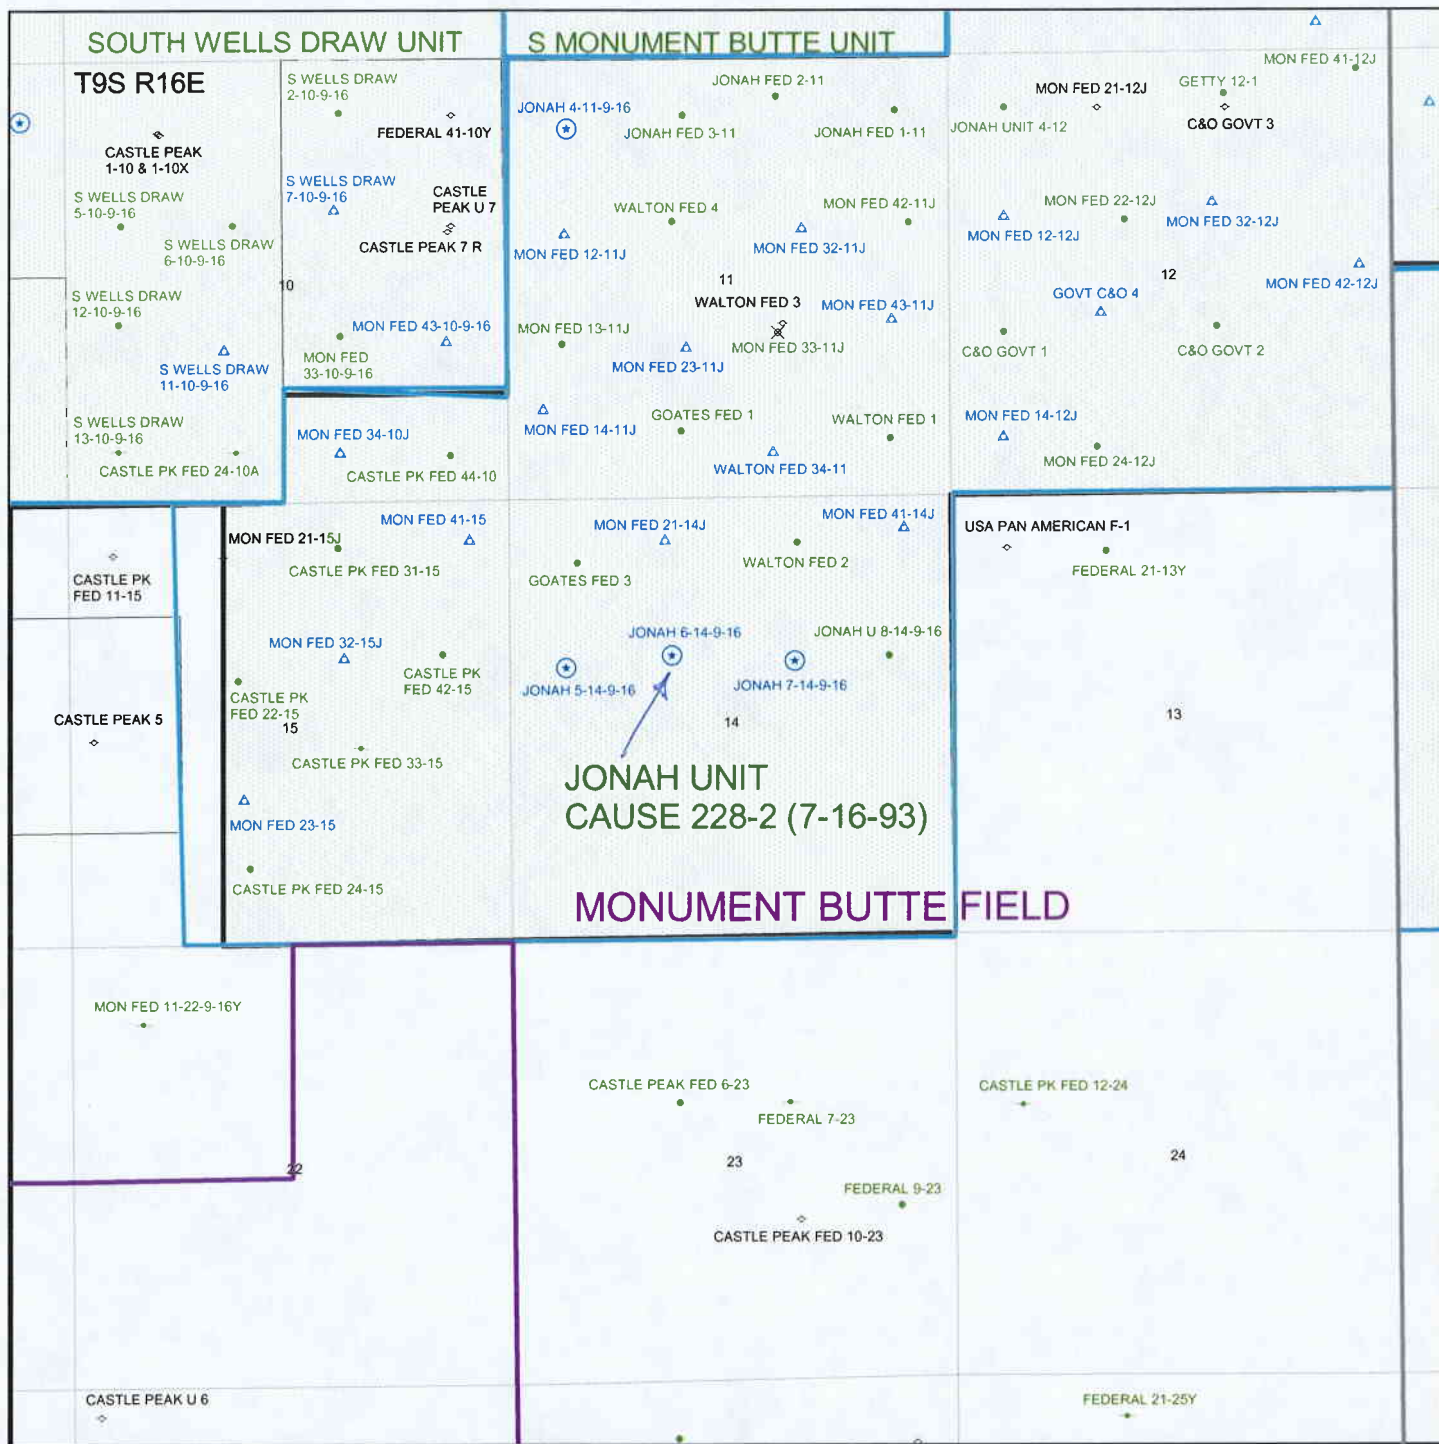 SOUTH WELLS DRAW UNIT
S MONUMENT BUTTE UNIT
T9S R16E
S WELLS DRAW
2-10-9-16
FEDERAL 41-10Y
CASTLE PEAK
1-10 & 1-10X
S WELLS DRAW
5-10-9-16
S WELLS DRAW
7-10-9-16
CASTLE
PEAK U 7
CASTLE PEAK 7 R
S WELLS DRAW
6-10-9-16
10
S WELLS DRAW
12-10-9-16
MON FED 43-10-9-16
MON FED
33-10-9-16
S WELLS DRAW
11-10-9-16
S WELLS DRAW
13-10-9-16
CASTLE PK FED 24-10A
MON FED 34-10J
CASTLE PK FED 44-10
JONAH FED 2-11
JONAH 4-11-9-16
JONAH FED 3-11
JONAH FED 1-11
WALTON FED 4
MON FED 42-11J
MON FED 12-11J
MON FED 32-11J
11
WALTON FED 3
MON FED 43-11J
MON FED 13-11J
MON FED 33-11J
MON FED 23-11J
GOATES FED 1
WALTON FED 1
MON FED 14-11J
WALTON FED 34-11
MON FED 41-12J
GETTY 12-1
MON FED 21-12J
JONAH UNIT 4-12
C&O GOVT 3
MON FED 22-12J
MON FED 32-12J
MON FED 12-12J
12
MON FED 42-12J
GOVT C&O 4
C&O GOVT 1
C&O GOVT 2
MON FED 14-12J
MON FED 24-12J
MON FED 41-15
MON FED 21-15J
CASTLE PK FED 31-15
CASTLE PK
FED 11-15
MON FED 32-15J
CASTLE PK
FED 42-15
CASTLE PK
FED 22-15
15
CASTLE PEAK 5
CASTLE PK FED 33-15
MON FED 23-15
CASTLE PK FED 24-15
MON FED 21-14J
MON FED 41-14J
GOATES FED 3
WALTON FED 2
JONAH 6-14-9-16
JONAH U 8-14-9-16
JONAH 5-14-9-16
JONAH 7-14-9-16
14
USA PAN AMERICAN F-1
FEDERAL 21-13Y
13
JONAH UNIT
CAUSE 228-2 (7-16-93)
MONUMENT BUTTE FIELD
MON FED 11-22-9-16Y
22
CASTLE PEAK FED 6-23
FEDERAL 7-23
23
FEDERAL 9-23
CASTLE PEAK FED 10-23
CASTLE PK FED 12-24
24
CASTLE PEAK U 6
FEDERAL 21-25Y